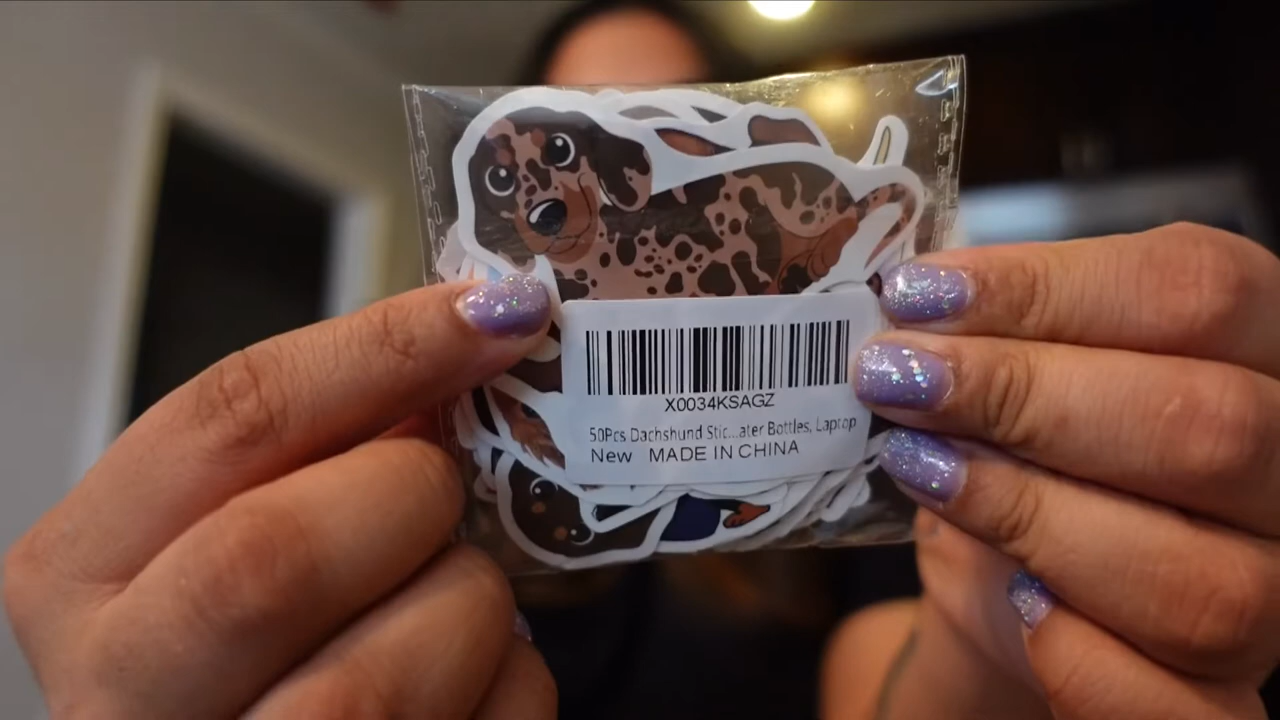 X0034KSAGZ
50Pcs Dachshund Stic...ater Bottles, Laptop
New MADE IN CHINA